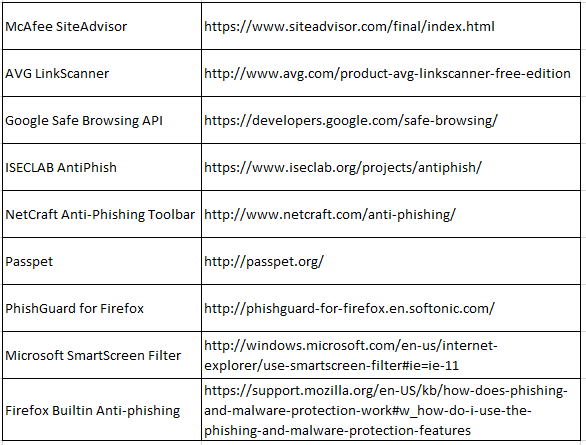 McAfee SiteAdvisor https://www.siteadvisor.com/final/index.html
AVG LinkScanner http://www.avg.com/product-avg-linkscanner-free-edition
Google Safe Browsing API https://developers.google.com/safe-browsing/
ISECLAB AntiPhish https://www.iseclab.org/projects/antiphish/
NetCraft Anti-Phishing Toolbar http://www.netcraft.com/anti-phishing/
Passpet http://passpet.org/
PhishGuard for Firefox http://phishguard-for-firefox.en.softonic.com/
Microsoft SmartScreen Filter http://windows.microsoft.com/en-us/internet-
explorer/use-smartscreen-filter#ie=ie-11
Firefox Builtin Anti-phishing https://support.mozilla.org/en-US/kb/how-does-phishing-
and-malware-protection-work#w_how-do-i-use-the-
phishing-and-malware-protection-features